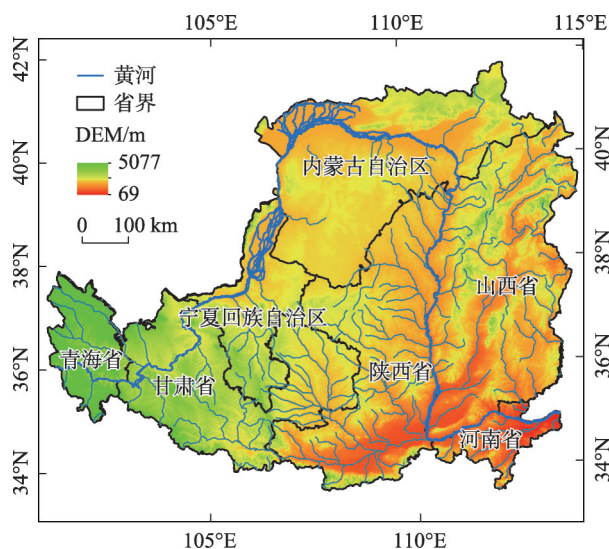 105°E
110°E
115°E
42°N
40°N
38°N
36°N
34°N
黄河
省界
DEM/m
5077
69
0 100 km
内蒙古自治区
山西省
宁夏回族自治区
青海省
甘肃省
陕西省
河南省
40°N
38°N
36°N
34°N
105°E
110°E